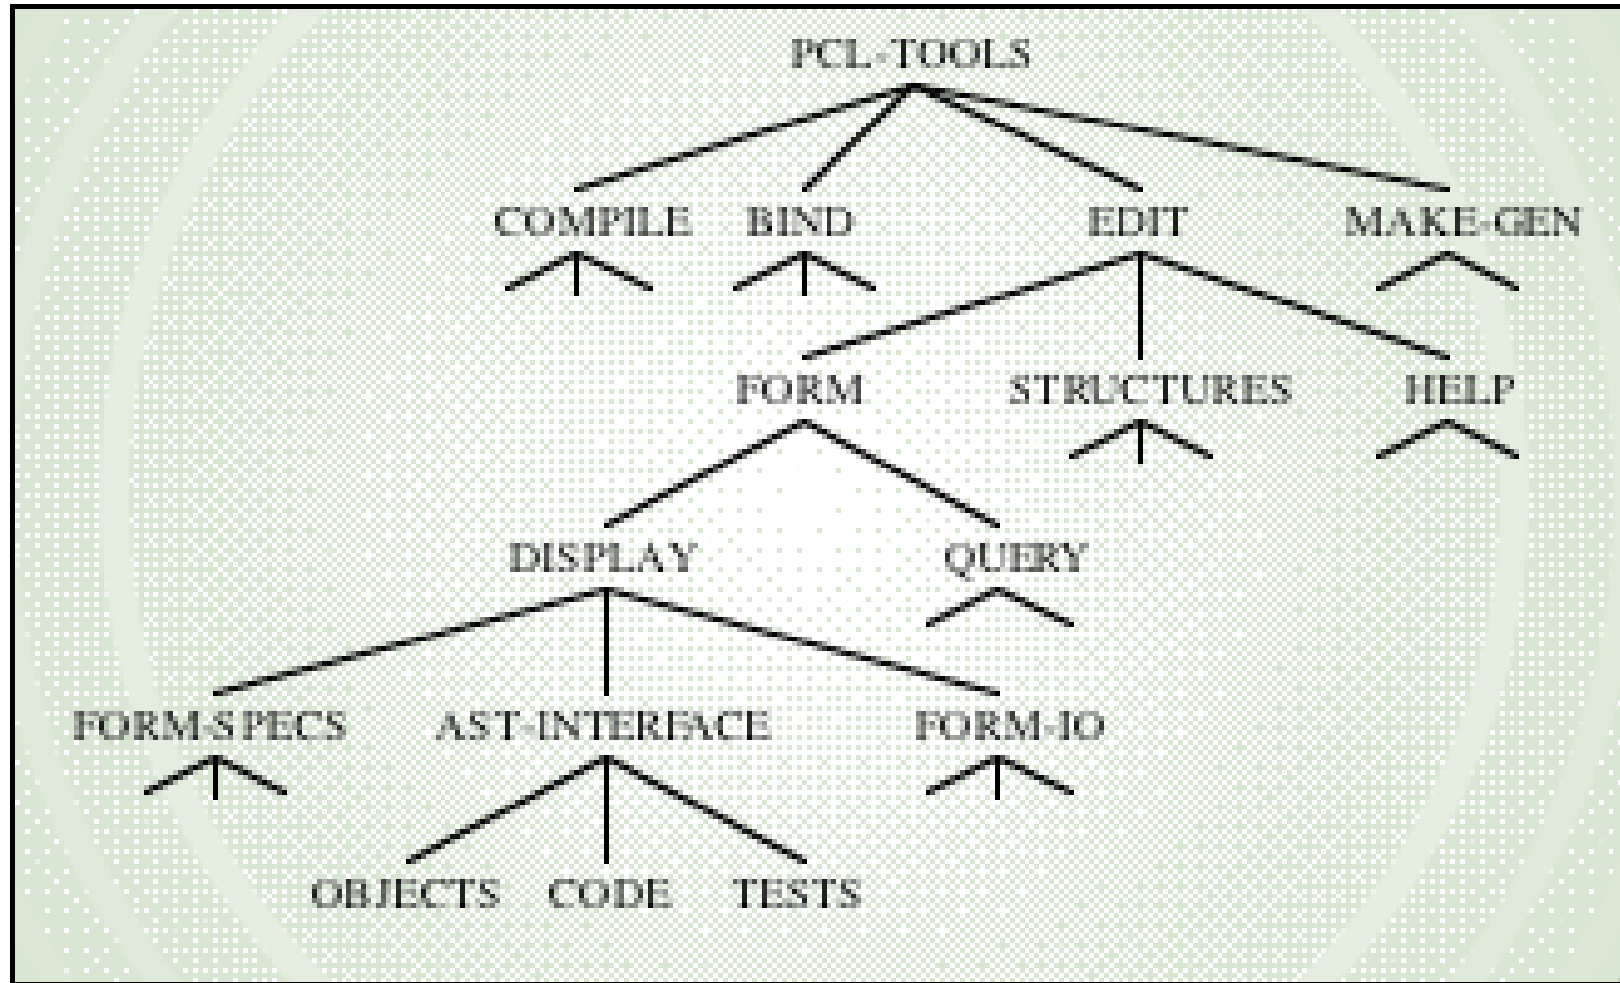 PCL-TOOLS
COMPILE BIND EDIT MAKE-GEN
FORM STRUCTURES HELP
DISPLAY QUERY
FORM-SPECS AST-INTERFACE FORM-IO
OBJECTS CODE TESTS